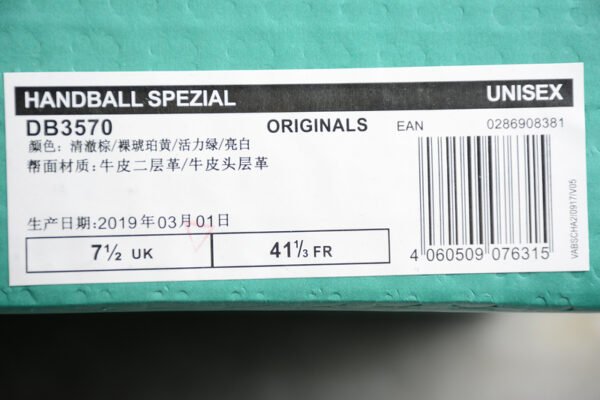 HANDBALL SPEZIAL UNISEX
DB3570 ORIGINALS EAN 0286908381
颜色：清澈棕/裸琥珀黄/活力绿/亮白
帮面材质：牛皮二层革/牛皮头层革
生产日期:2019年03月01日
7½ UK 41⅓ FR
4 060509 076315
VABSCHA2I0917/V05